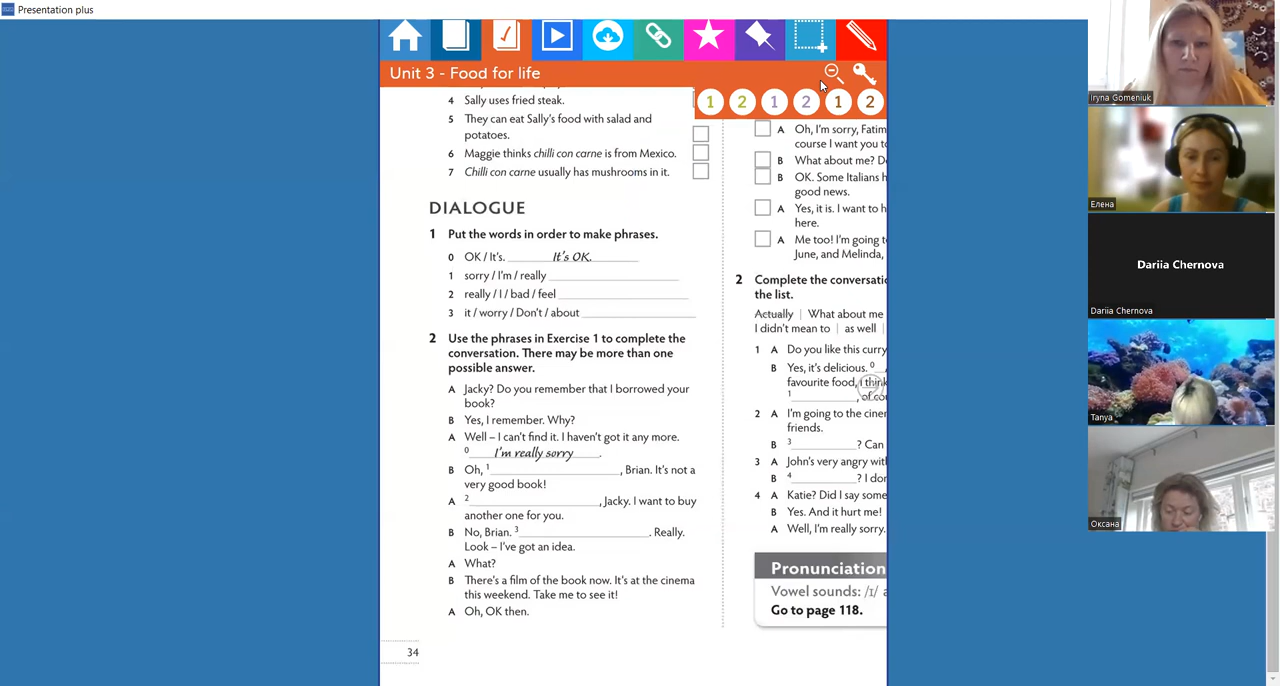 Presentation plus
Unit 3 - Food for life
1 2 1 2 1 2
4 Sally uses fried steak.
5 They can eat Sally's food with salad and
potatoes.
6 Maggie thinks chilli con carne is from Mexico.
7 Chilli con carne usually has mushrooms in it.
DIALOGUE
1 Put the words in order to make phrases.
0 OK / It's. It's OK.
1 sorry / I'm / really
2 really / I / bad / feel
3 it / worry / Don't / about
2 Use the phrases in Exercise 1 to complete the
conversation. There may be more than one
possible answer.
A Jacky? Do you remember that I borrowed your
book?
B Yes, I remember. Why?
A Well – I can't find it. I haven't got it any more.
0 I'm really sorry .
B Oh, 1 , Brian. It's not a
very good book!
A 2 , Jacky. I want to buy
another one for you.
B No, Brian. 3 . Really.
Look – I've got an idea.
A What?
B There's a film of the book now. It's at the cinema
this weekend. Take me to see it!
A Oh, OK then.
34
A Oh, I'm sorry, Fatim
course I want you to
B What about me? D
B OK. Some Italians h
good news.
A Yes, it is. I want to h
here.
A Me too! I'm going to
June, and Melinda,
2 Complete the conversatio
the list.
Actually | What about me
I didn't mean to | as well |
1 A Do you like this curry
B Yes, it's delicious. 0
favourite food, I think
1 , of cou
2 A I'm going to the cine
friends.
B 3 ? Can
3 A John's very angry with
B 4 ? I don
4 A Katie? Did I say some
B Yes. And it hurt me!
A Well, I'm really sorry.
Pronunciation
Vowel sounds: /ɪ/ a
Go to page 118.
Iryna Gomeniuk
Елена
Dariia Chernova
Dariia Chernova
Tanya
Оксана